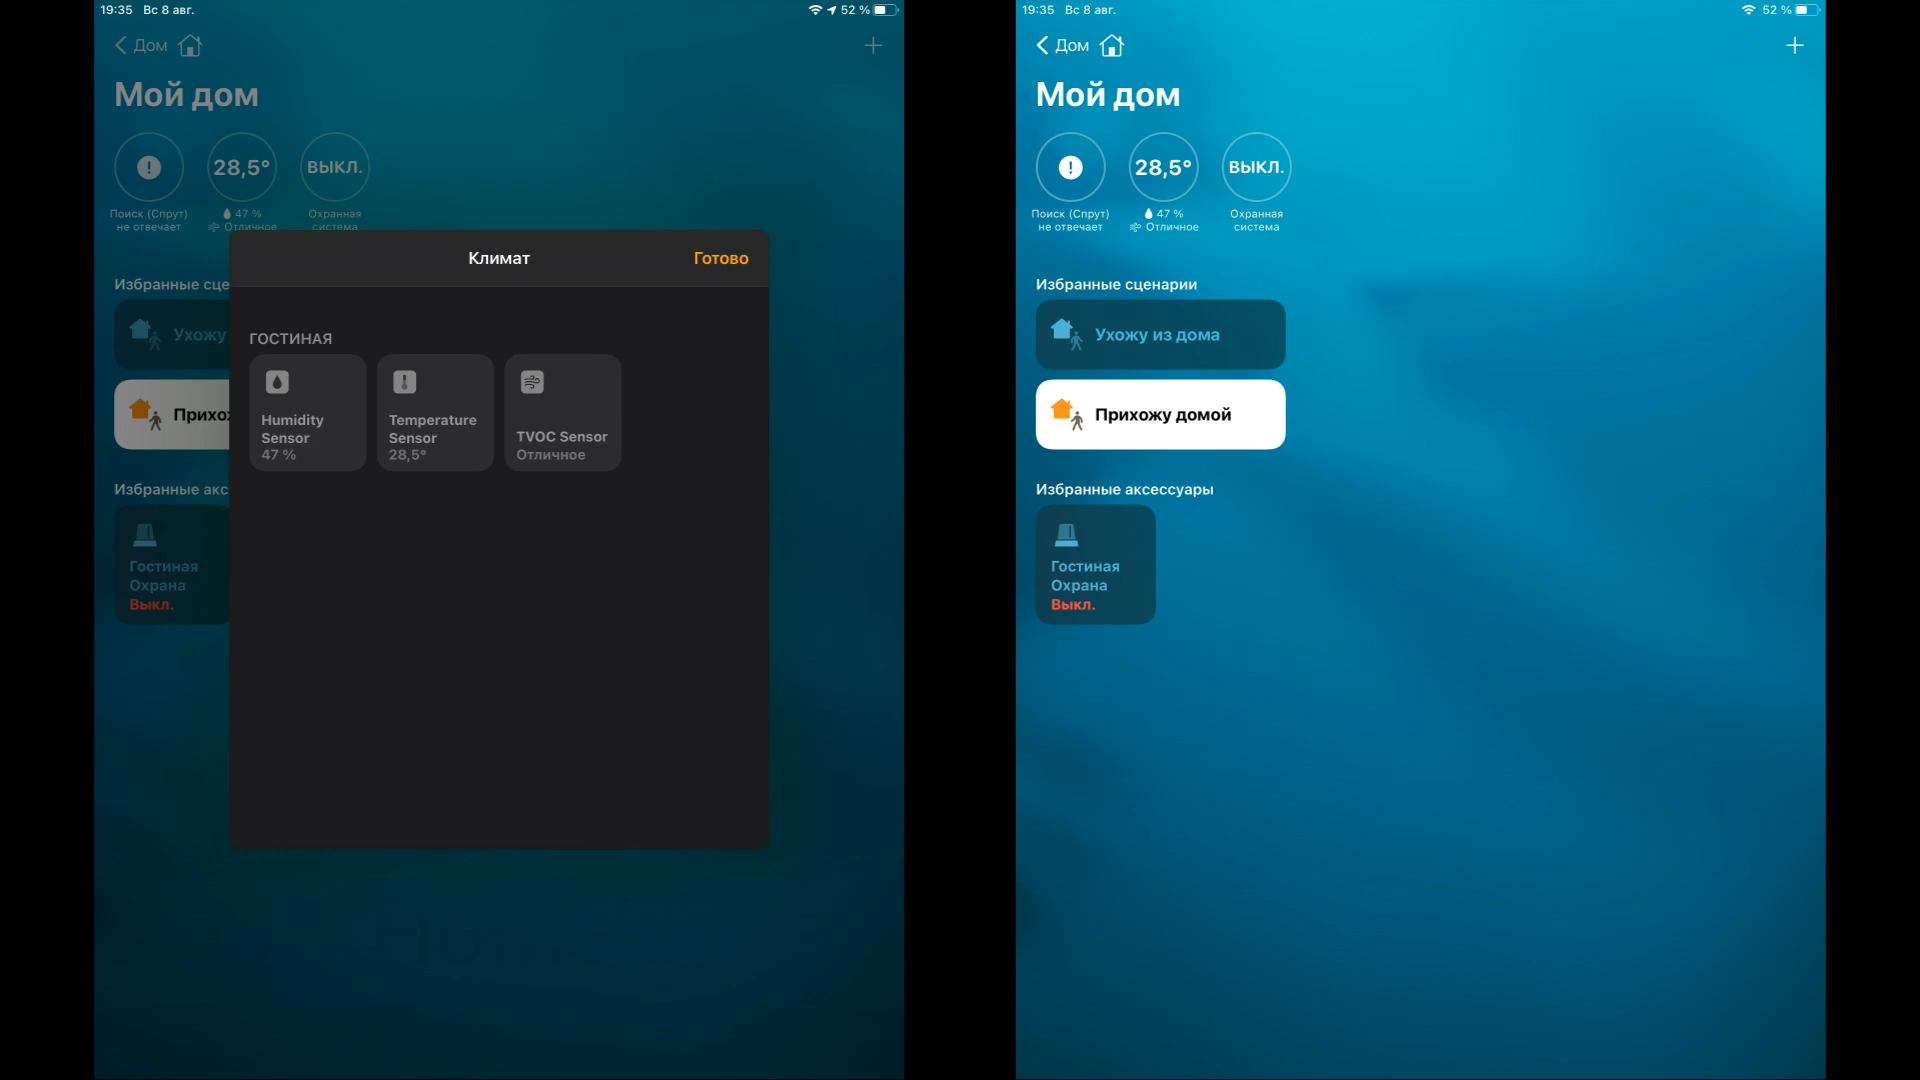 19:35 Вс 8 авг.
52 %
Дом
Мой дом
28,5°
ВЫКЛ.
Поиск (Спрут)
не отвечает
47 %
Отличное
Охранная
система
Климат
Готово
Избранные сце
Ухожу
Прихо
ГОСТИНАЯ
Humidity
Sensor
47 %
Temperature
Sensor
28,5°
TVOC Sensor
Отличное
Избранные акс
Гостиная
Охрана
Выкл.
19:35 Вс 8 авг.
52 %
Дом
Мой дом
28,5°
ВЫКЛ.
Поиск (Спрут)
не отвечает
47 %
Отличное
Охранная
система
Избранные сценарии
Ухожу из дома
Прихожу домой
Избранные аксессуары
Гостиная
Охрана
Выкл.